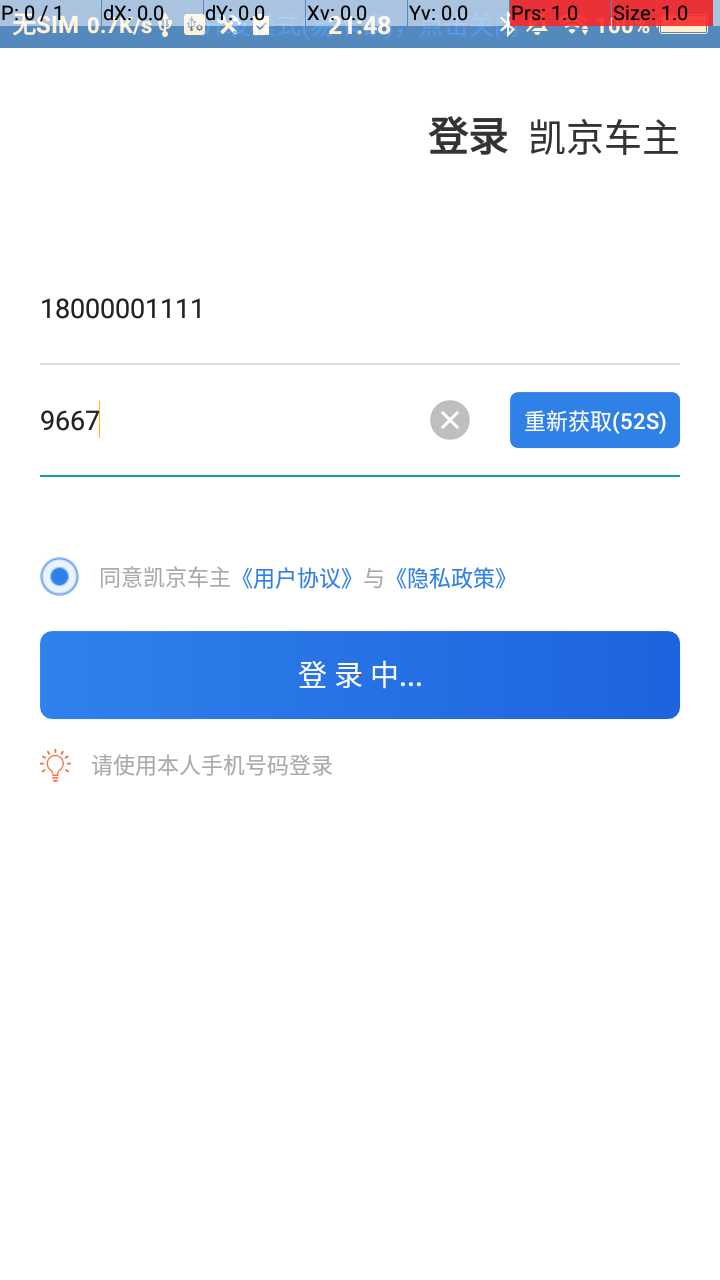 P: 0 / 1 dX: 0.0 dY: 0.0 Xv: 0.0 Yv: 0.0 Prs: 1.0 Size: 1.0
无SIM 0.7K/s 21:48 100%
登录 凯京车主
18000001111
9667 重新获取(52S)
同意凯京车主《用户协议》与《隐私政策》
登 录 中...
请使用本人手机号码登录